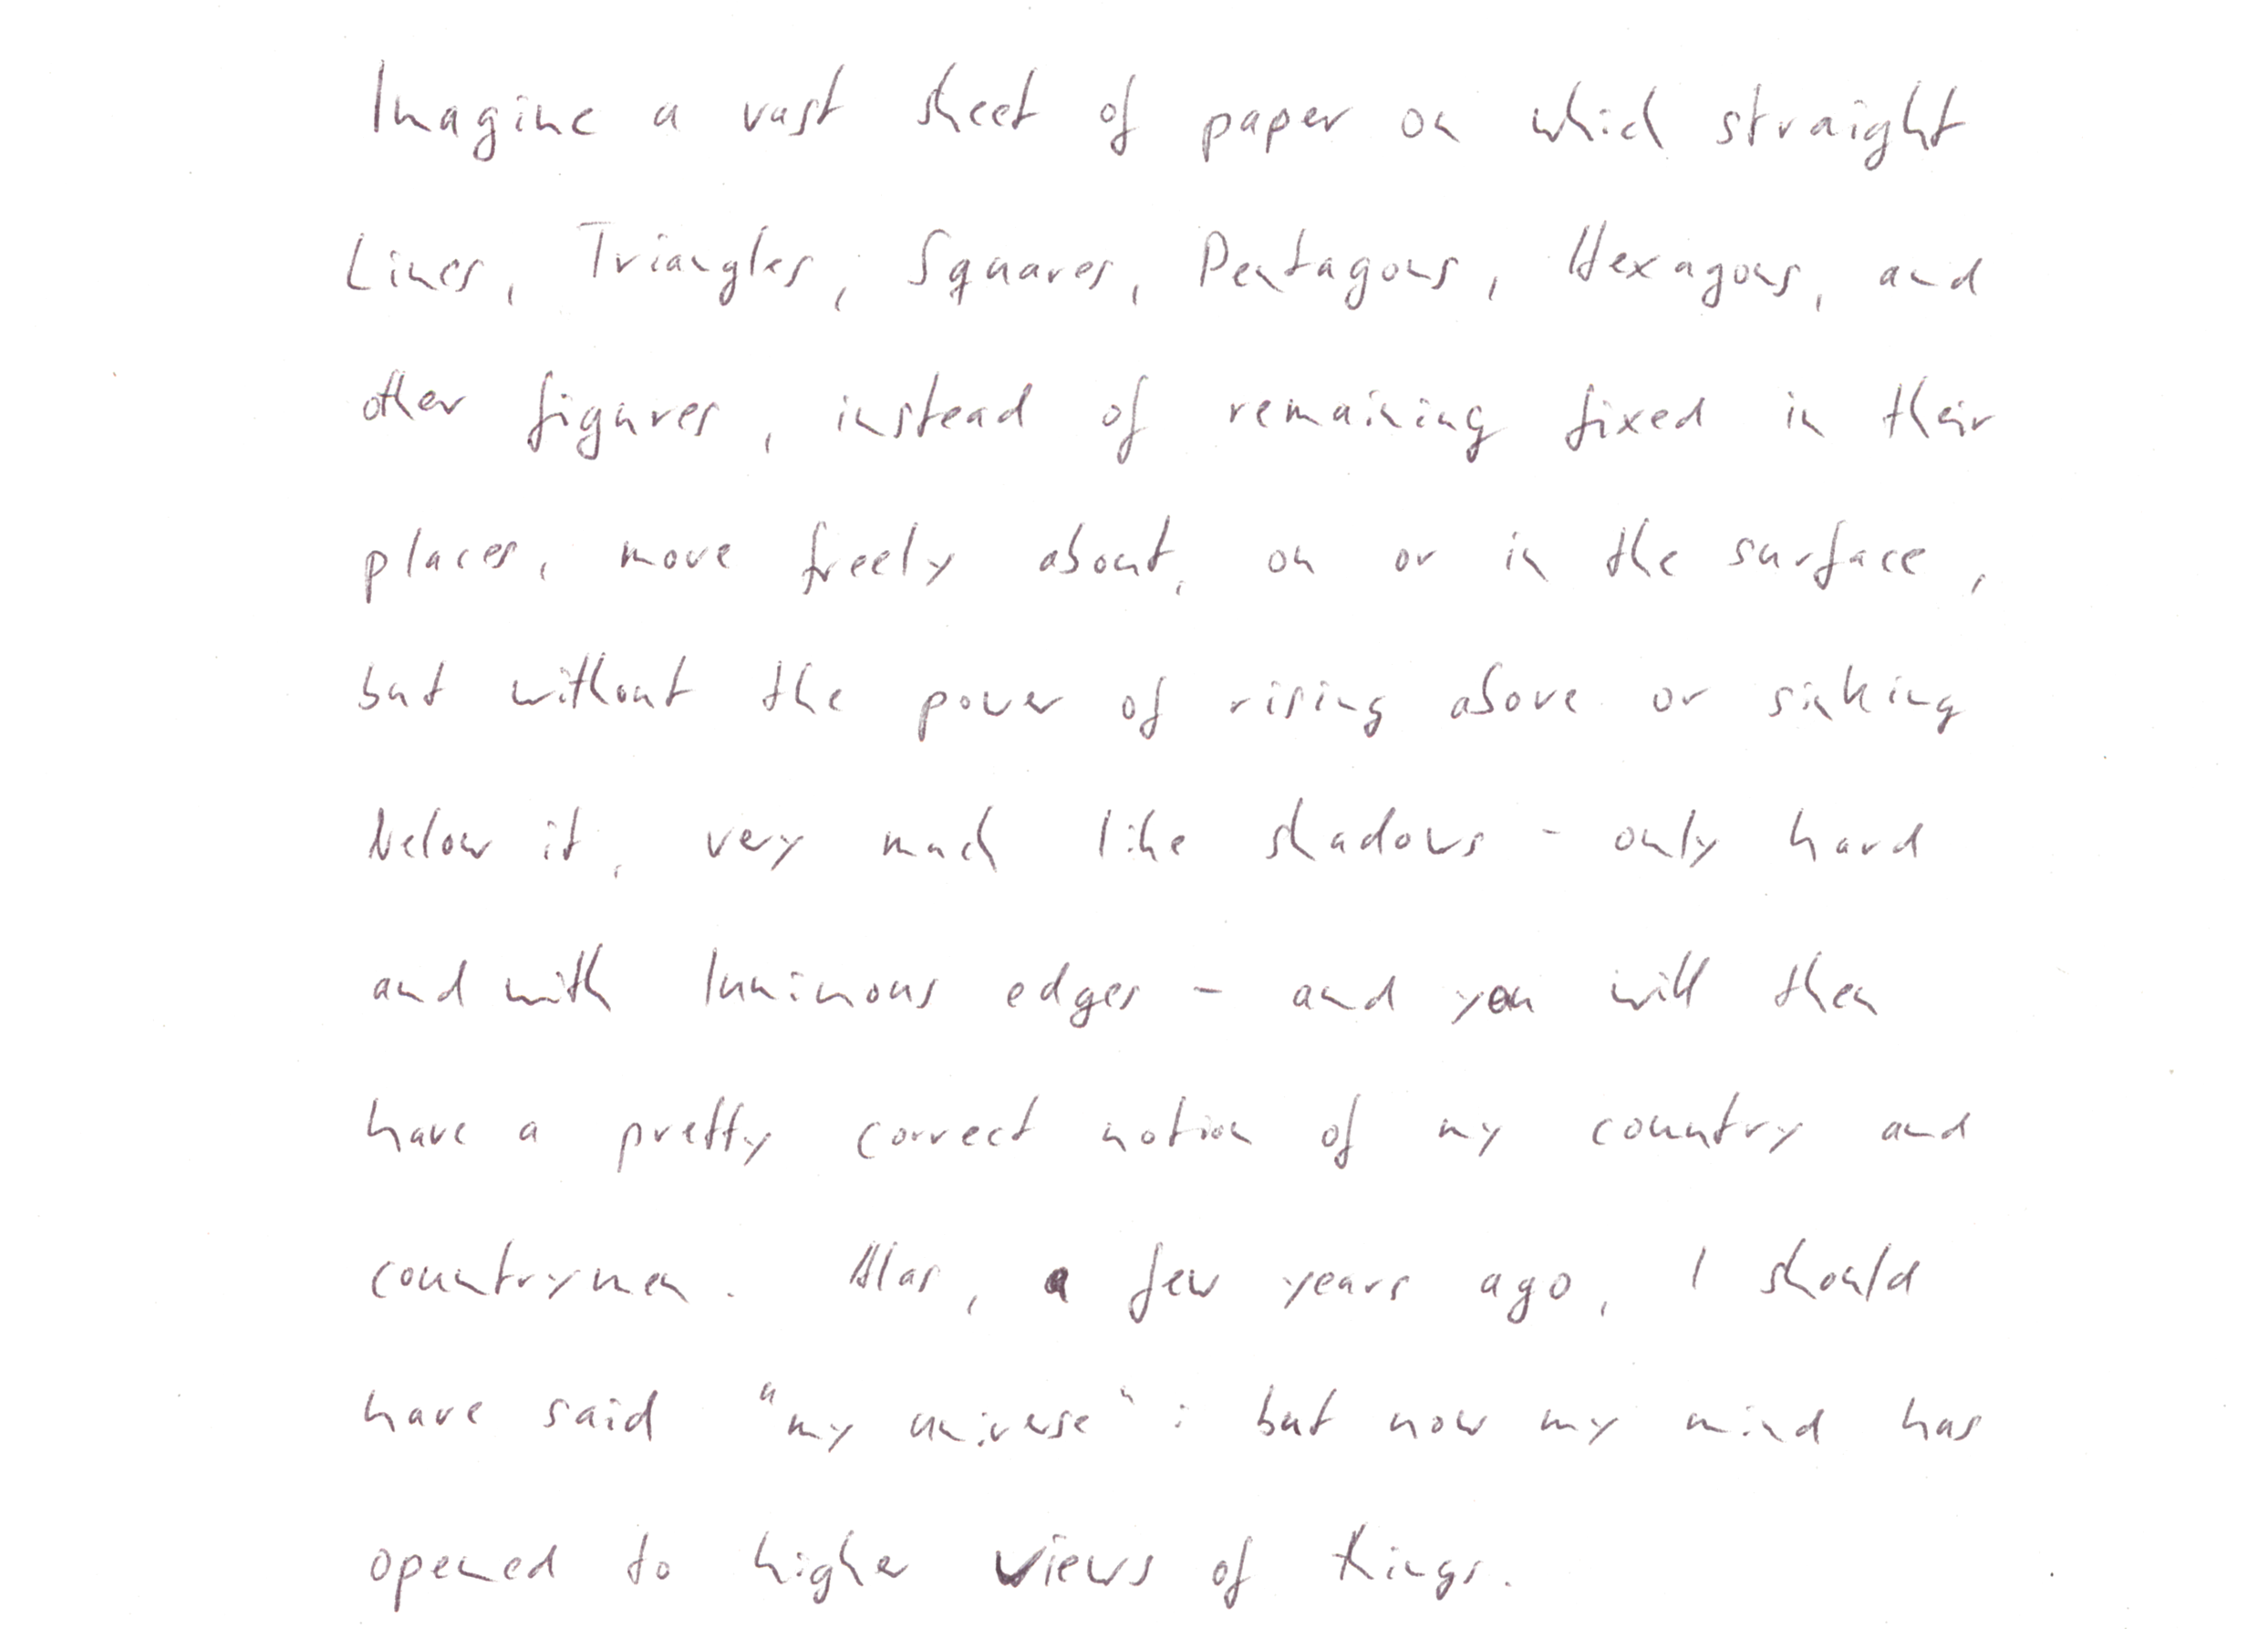 Imagine a vast sheet of paper on which straight
Lines, Triangles, Squares, Pentagons, Hexagons, and
other figures, instead of remaining fixed in their
places, move freely about, on or in the surface,
but without the power of rising above or sinking
below it, very much like shadows - only hard
and with luminous edges - and you will then
have a pretty correct notion of my country and
countrymen. Alas, a few years ago, I should
have said "my universe": but now my mind has
opened to higher views of things.